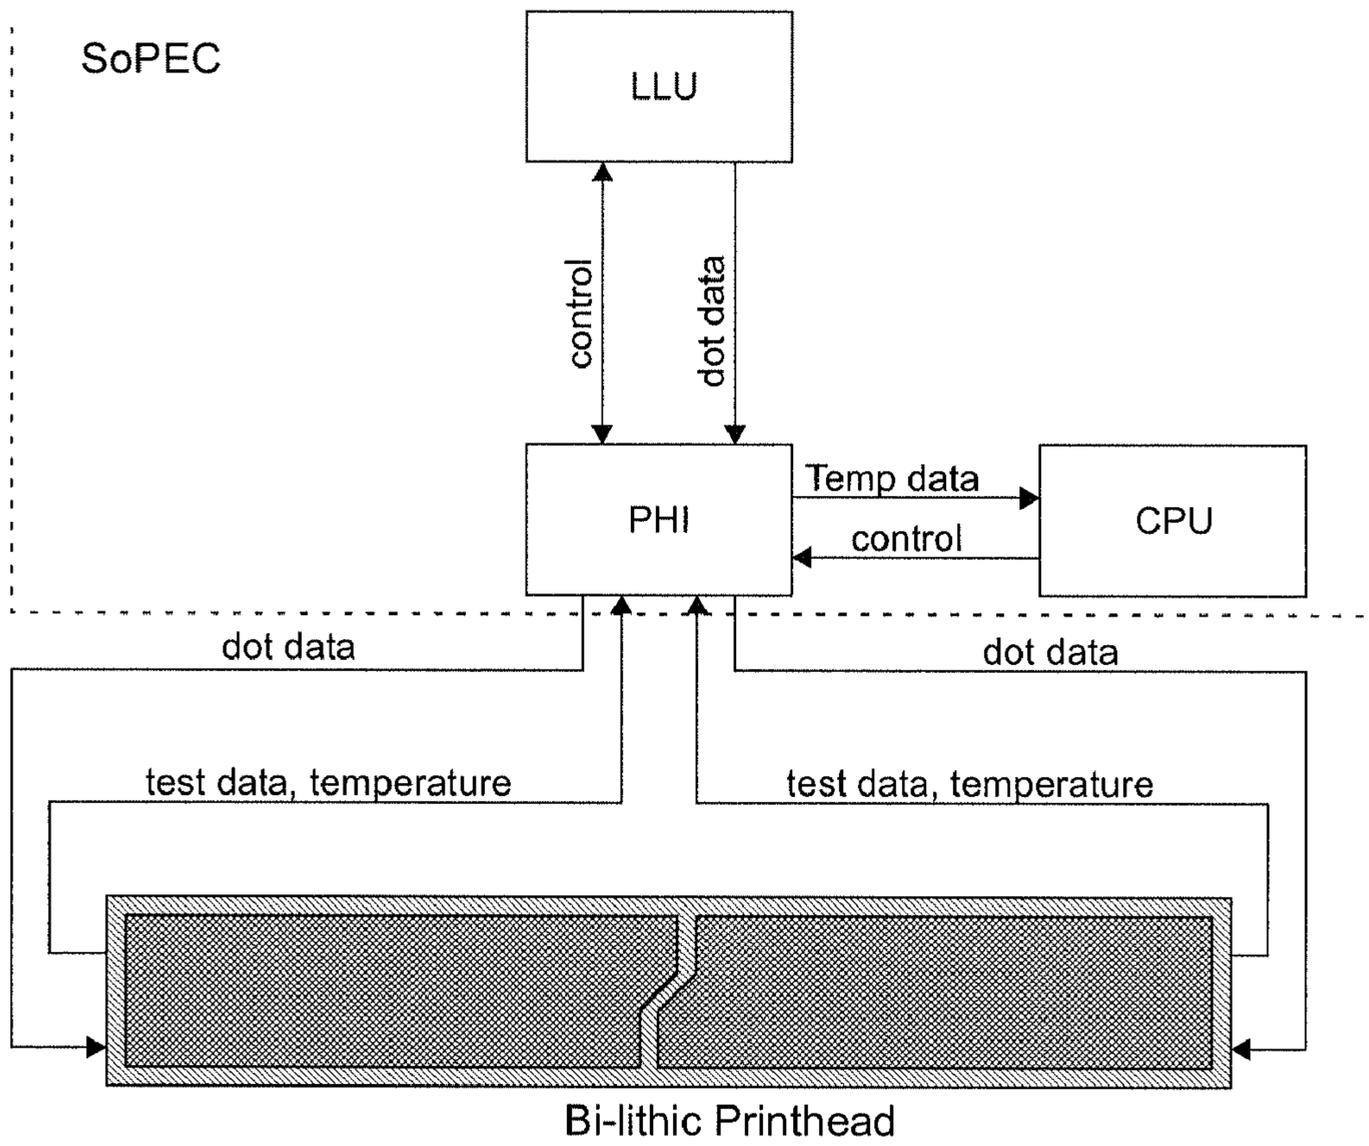 SoPEC
LLU
control
dot data
PHI
Temp data
control
CPU
dot data
dot data
test data, temperature
test data, temperature
Bi-lithic Printhead